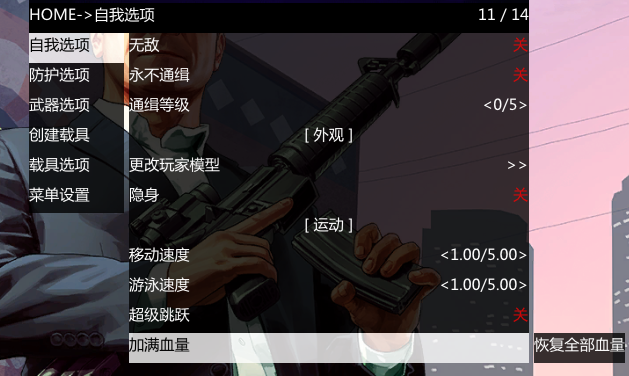 HOME->自我选项 11 / 14
自我选项 无敌 关
防护选项 永不通缉 关
武器选项 通缉等级 <0/5>
创建载具 [ 外观 ]
载具选项 更改玩家模型 >>
菜单设置 隐身 关
[ 运动 ]
移动速度 <1.00/5.00>
游泳速度 <1.00/5.00>
超级跳跃 关
加满血量 恢复全部血量